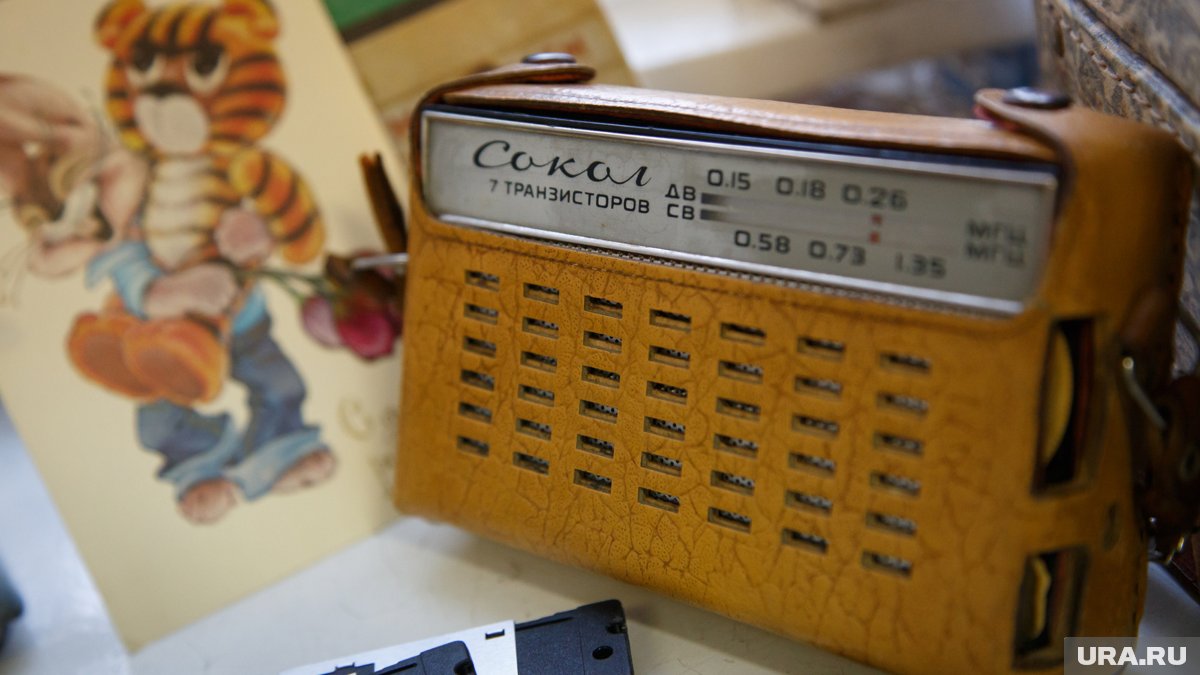 Сокол
7 ТРАНЗИСТОРОВ
ДВ 0.15 0.18 0.26 МГЦ
СВ 0.58 0.73 1.35 МГЦ
URA.RU